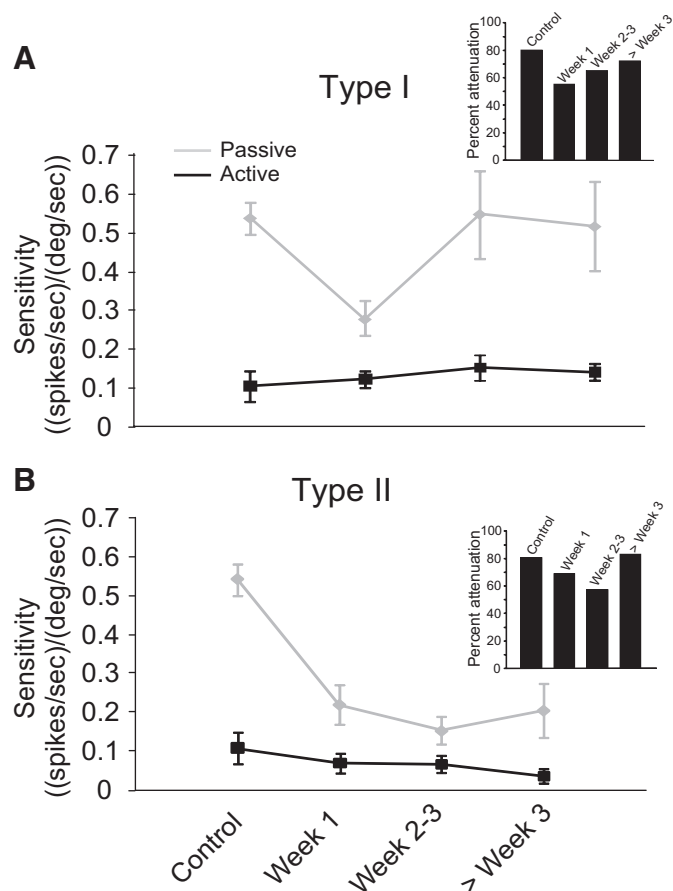 A
Type I
Passive
Active
Sensitivity
((spikes/sec)/(deg/sec))
0.7
0.6
0.5
0.4
0.3
0.2
0.1
0
Percent attenuation
100
80
60
40
20
0
Control
Week 1
Week 2-3
> Week 3
B
Type II
Sensitivity
((spikes/sec)/(deg/sec))
0.7
0.6
0.5
0.4
0.3
0.2
0.1
0
Percent attenuation
100
80
60
40
20
0
Control
Week 1
Week 2-3
> Week 3
Control
Week 1
Week 2-3
> Week 3